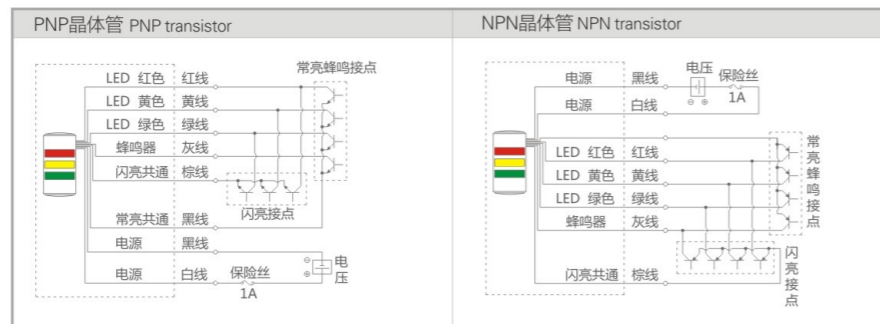 PNP晶体管 PNP transistor
LED 红色 红线
LED 黄色 黄线
LED 绿色 绿线
蜂鸣器 灰线
闪亮共通 棕线
常亮蜂鸣接点
闪亮接点
常亮共通 黑线
电源 黑线
电源 白线
保险丝
1A
⊖
⊕
电压
NPN晶体管 NPN transistor
电源 黑线
电源 白线
电压
⊖ ⊕
保险丝
1A
LED 红色 红线
LED 黄色 黄线
LED 绿色 绿线
蜂鸣器 灰线
闪亮共通 棕线
常亮蜂鸣接点
闪亮接点